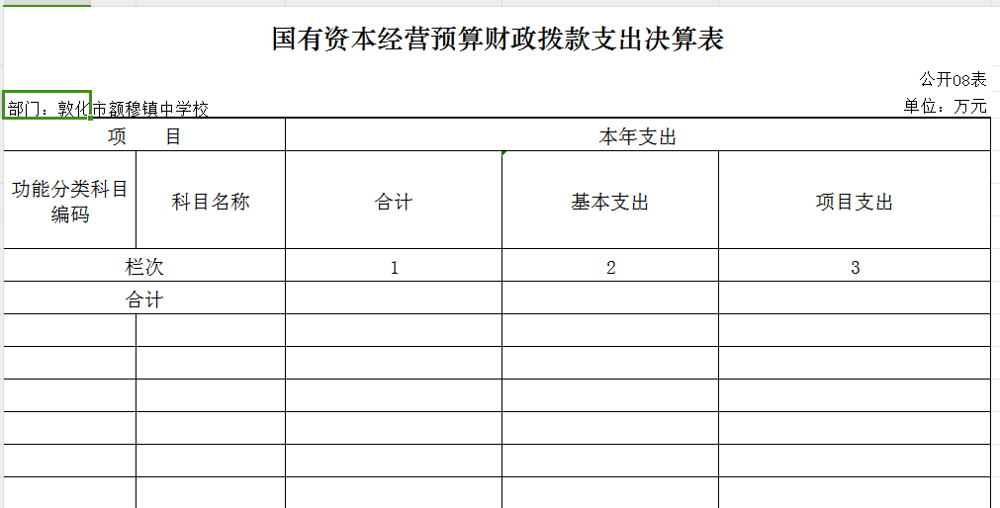 国有资本经营预算财政拨款支出决算表
公开08表
部门：敦化市额穆镇中学校
单位：万元
项 目
本年支出
功能分类科目
编码
科目名称
合计
基本支出
项目支出
栏次
1
2
3
合计